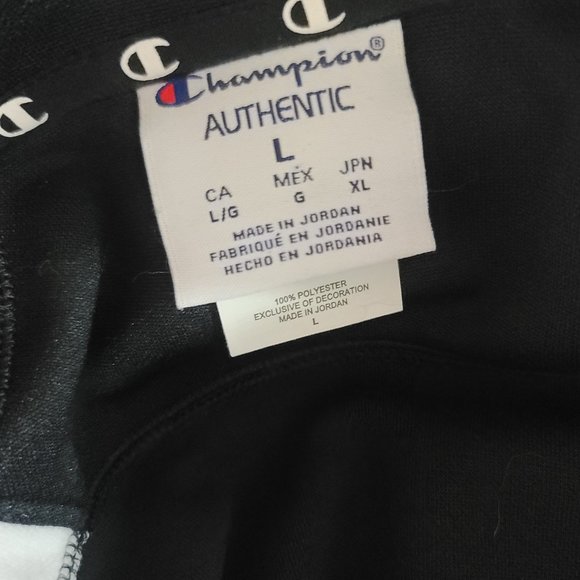 Champion®
AUTHENTIC
L
CA MEX JPN
L/G G XL
MADE IN JORDAN
FABRIQUÉ EN JORDANIE
HECHO EN JORDANIA
100% POLYESTER
EXCLUSIVE OF DECORATION
MADE IN JORDAN
L